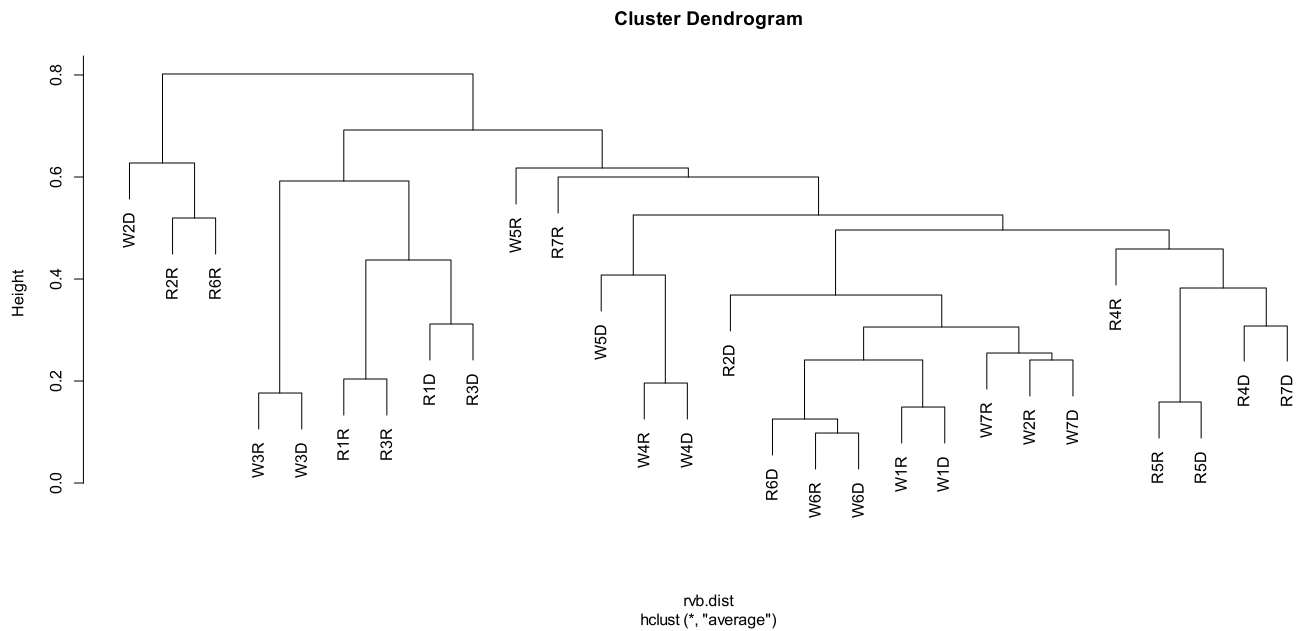 Cluster Dendrogram
Height
0.8
0.6
0.4
0.2
0.0
W2D
R2R
R6R
W3R
W3D
R1R
R3R
R1D
R3D
W5R
R7R
W5D
W4R
W4D
R2D
R6D
W6R
W6D
W1R
W1D
W7R
W2R
W7D
R4R
R5R
R5D
R4D
R7D
rvb.dist
hclust (*, "average")